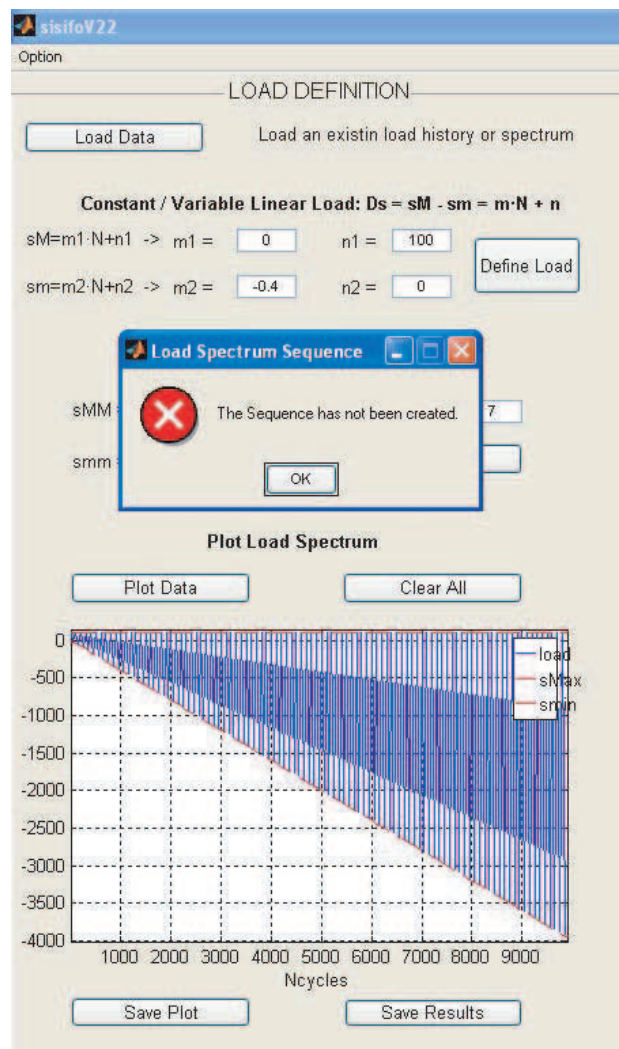 sisifoV22
Option
LOAD DEFINITION
Load Data
Load an existin load history or spectrum
Constant / Variable Linear Load: Ds = sM - sm = m·N + n
sM=m1·N+n1 -> m1 = 0 n1 = 100
Define Load
sm=m2·N+n2 -> m2 = -0.4 n2 = 0
Load Spectrum Sequence
sMM
The Sequence has not been created.
7
smm
OK
Plot Load Spectrum
Plot Data
Clear All
0
-500
-1000
-1500
-2000
-2500
-3000
-3500
-4000
load
sMax
smin
1000 2000 3000 4000 5000 6000 7000 8000 9000
Ncycles
Save Plot
Save Results